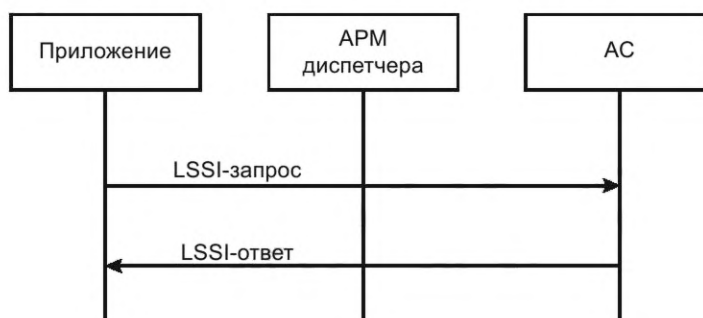 Приложение
АРМ
диспетчера
АС
LSSI-запрос
LSSI-ответ